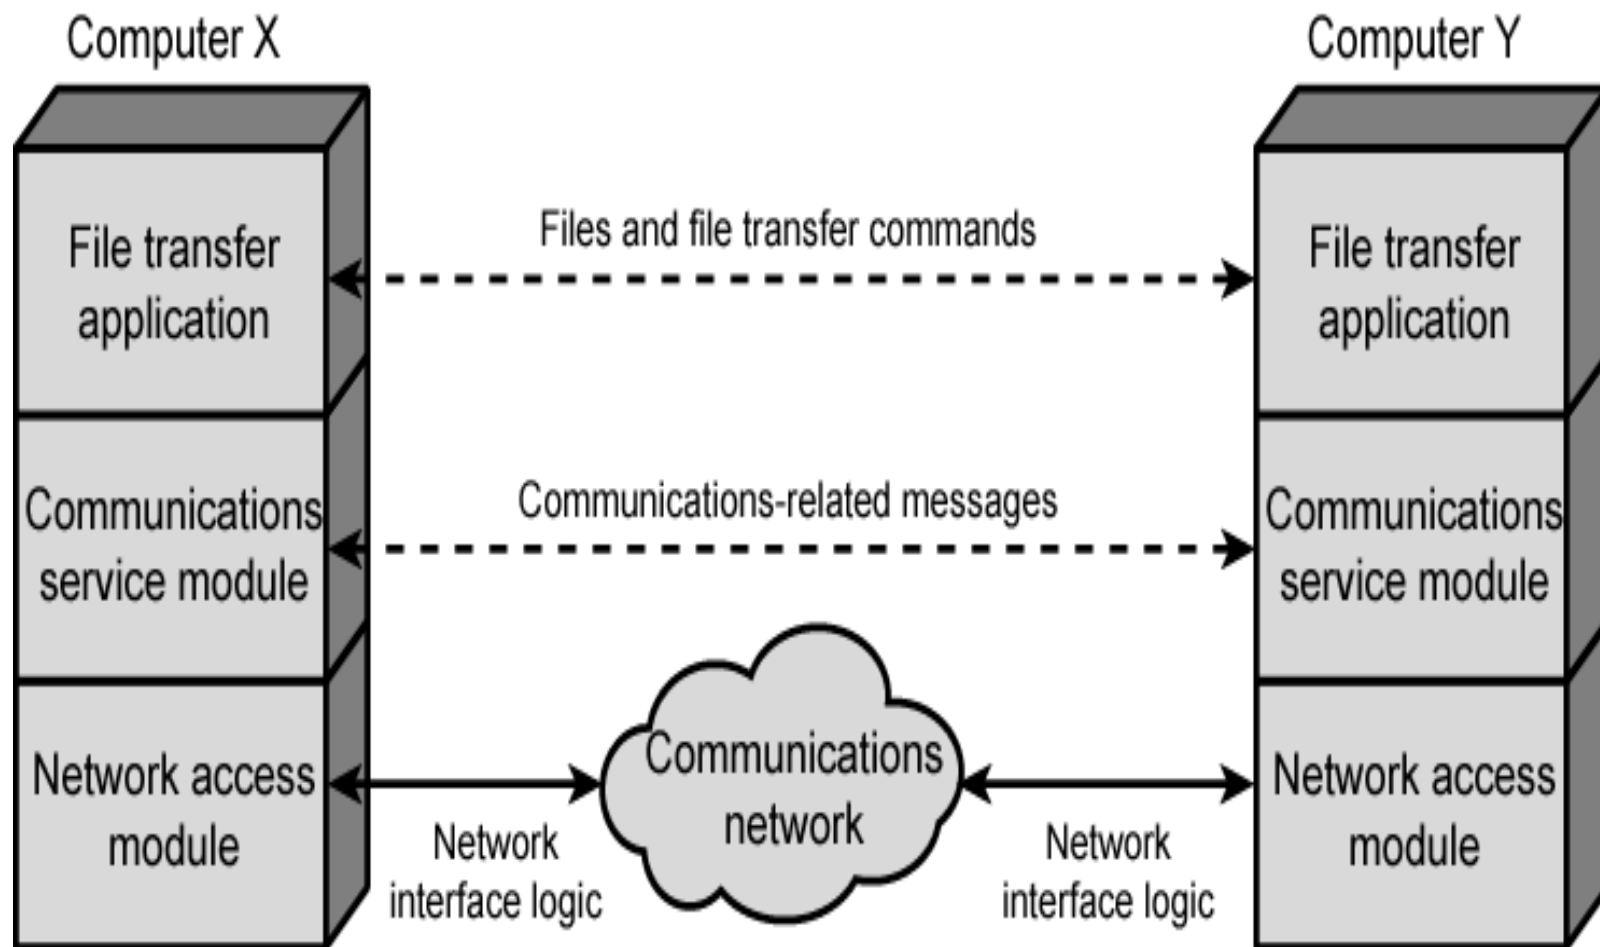 Computer X
Computer Y
File transfer
application
Files and file transfer commands
File transfer
application
Communications
service module
Communications-related messages
Communications
service module
Network access
module
Network
interface logic
Communications
network
Network
interface logic
Network access
module